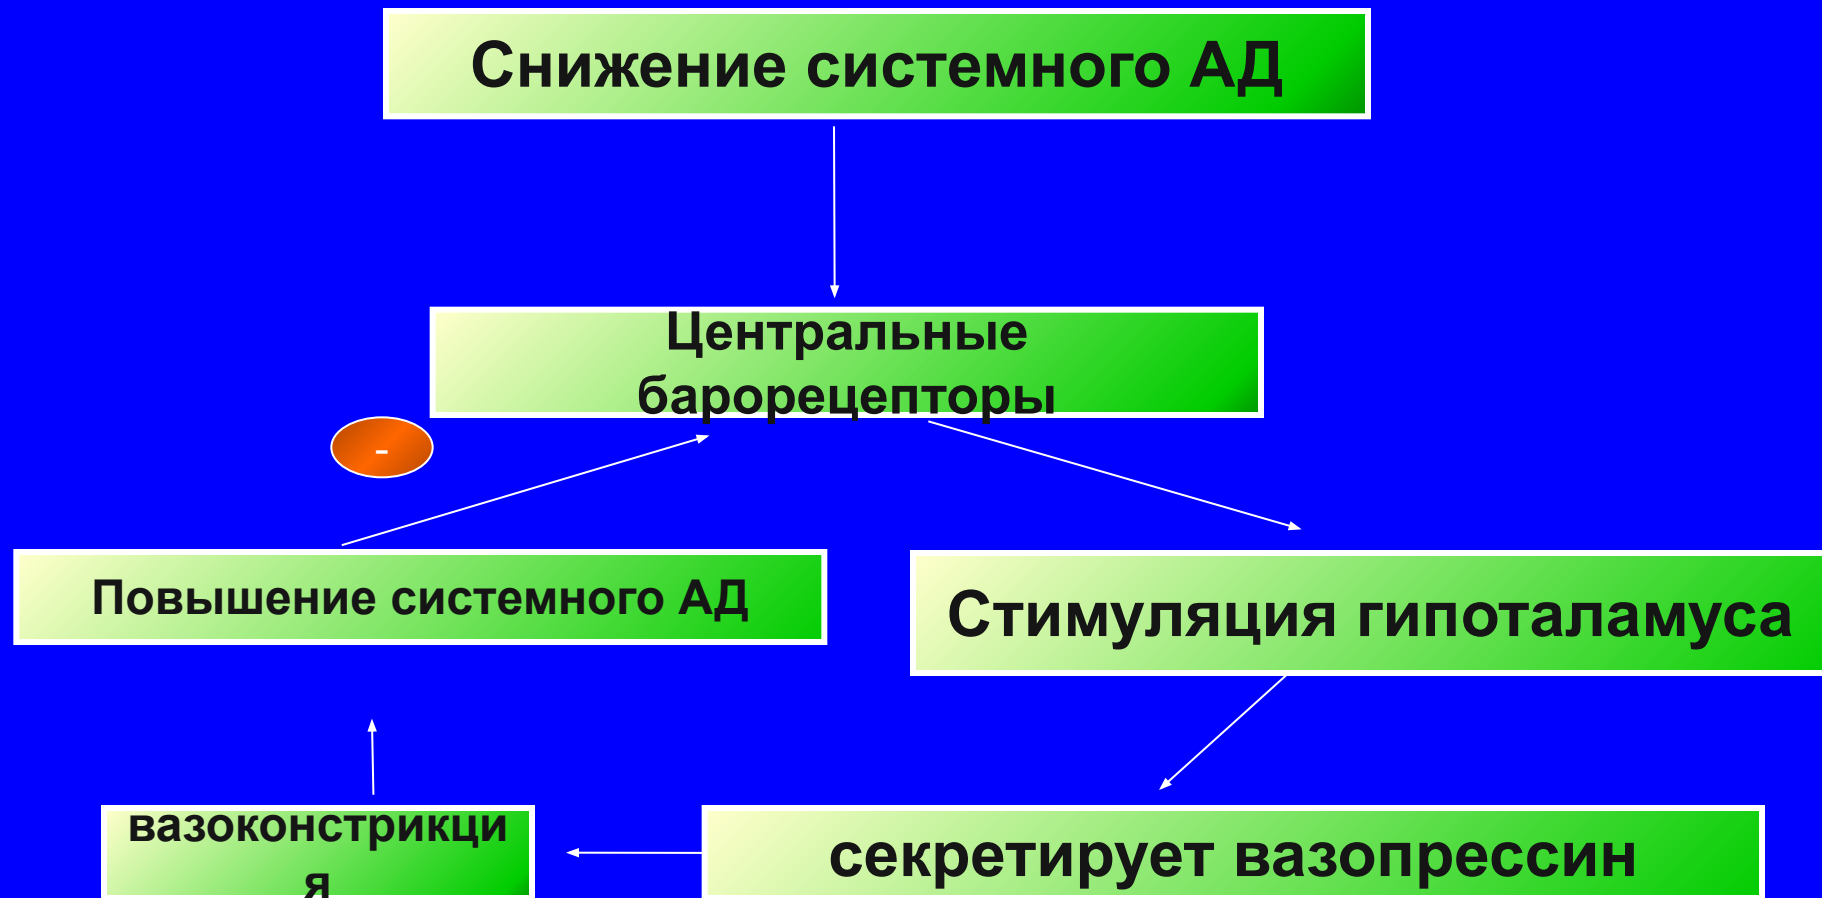 Снижение системного АД
Центральные
барорецепторы
-
Повышение системного АД
Стимуляция гипоталамуса
вазоконстрикци
я
секретирует вазопрессин